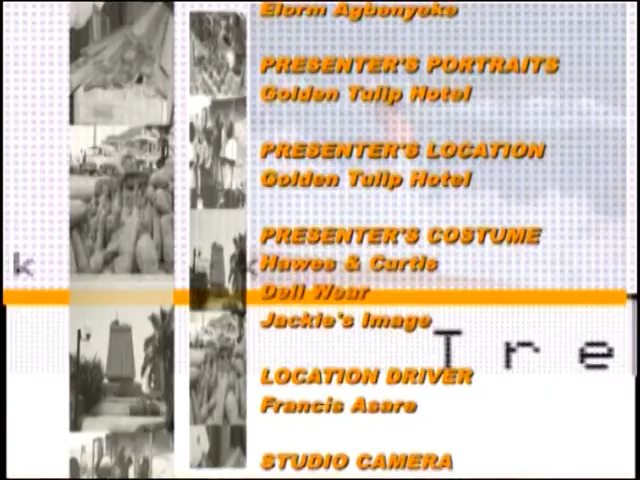 Elorm Agbenyeke
PRESENTER'S PORTRAITS
Golden Tulip Hotel
PRESENTER'S LOCATION
Golden Tulip Hotel
PRESENTER'S COSTUME
k
Hawes & Curtis
Doll Wear
Jackie's Image
Tre
LOCATION DRIVER
Francis Asare
STUDIO CAMERA